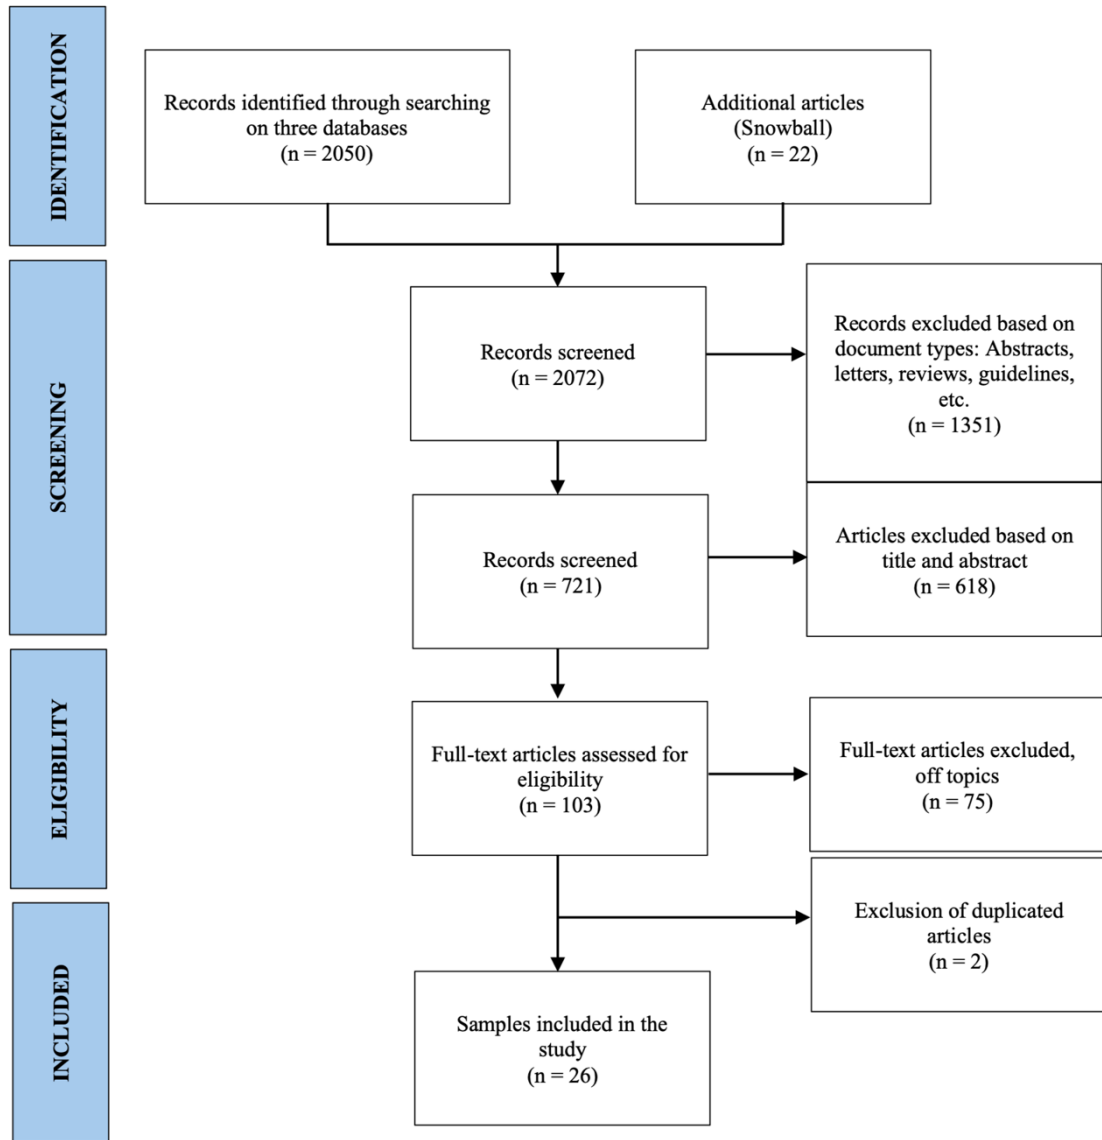 IDENTIFICATION
Records identified through searching
on three databases
(n = 2050)
Additional articles
(Snowball)
(n = 22)
SCREENING
Records screened
(n = 2072)
Records excluded based on
document types: Abstracts,
letters, reviews, guidelines,
etc.
(n = 1351)
Records screened
(n = 721)
Articles excluded based on
title and abstract
(n = 618)
ELIGIBILITY
Full-text articles assessed for
eligibility
(n = 103)
Full-text articles excluded,
off topics
(n = 75)
Exclusion of duplicated
articles
(n = 2)
INCLUDED
Samples included in the
study
(n = 26)